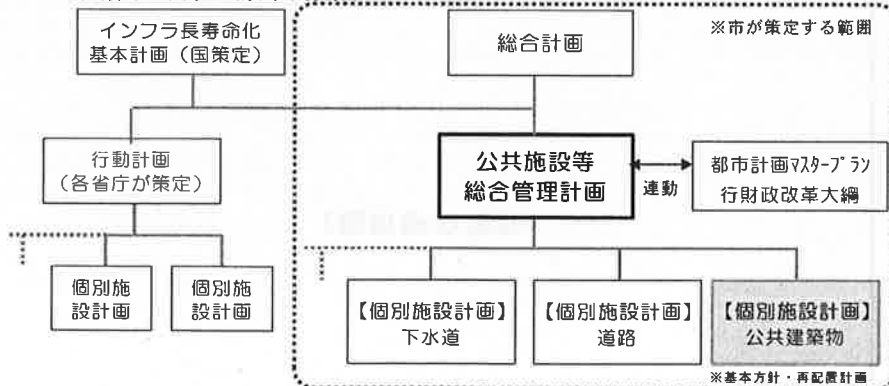 インフラ長寿命化
基本計画（国策定）
総合計画
※市が策定する範囲
行動計画
（各省庁が策定）
公共施設等
総合管理計画
連動
都市計画マスタープラン
行財政改革大綱
個別施
設計画
個別施
設計画
【個別施設計画】
下水道
【個別施設計画】
道路
【個別施設計画】
公共建築物
※基本方針・再配置計画